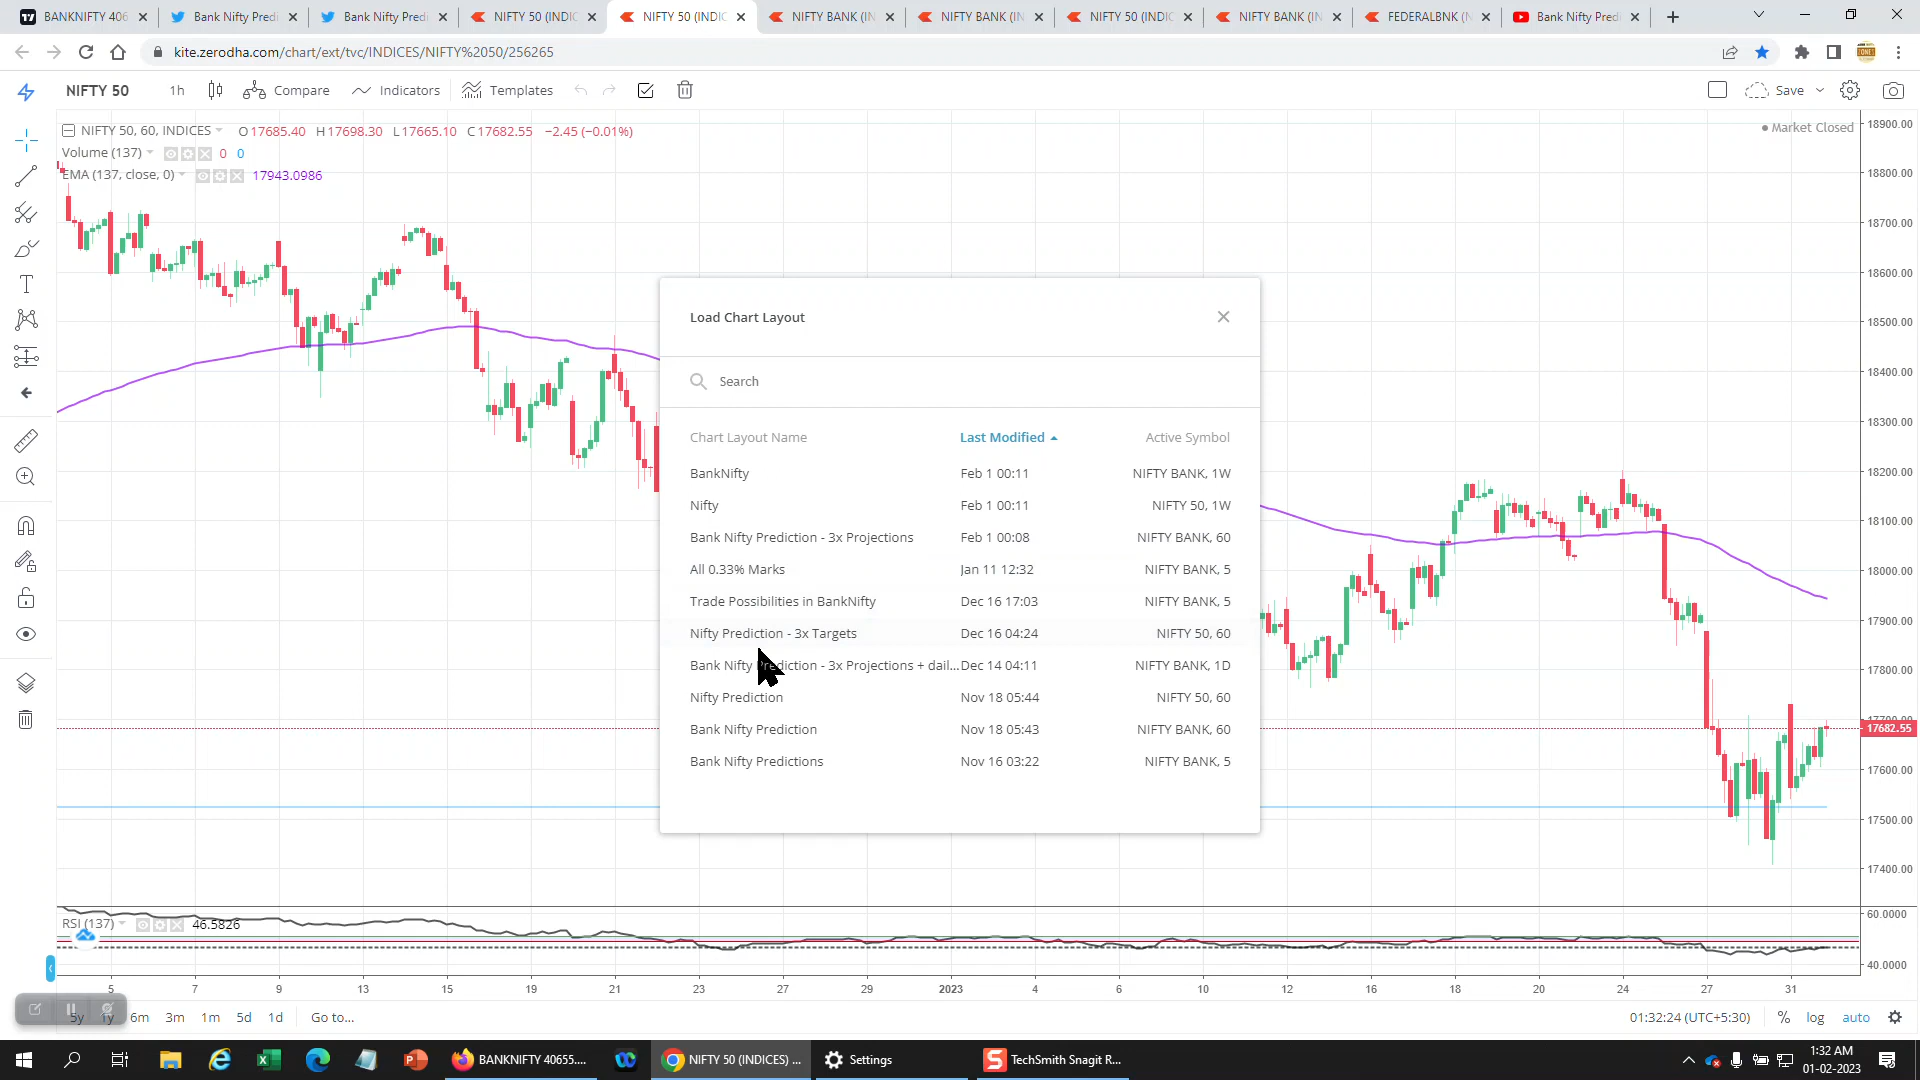 BANKNIFTY 406
Bank Nifty Predi
Bank Nifty Predi
NIFTY 50 (INDIC
NIFTY 50 (INDIC
NIFTY BANK (IN
NIFTY BANK (IN
NIFTY 50 (INDIC
NIFTY BANK (IN
FEDERALBNK (N
Bank Nifty Pred
kite.zerodha.com/chart/ext/tvc/INDICES/NIFTY%2050/256265
NIFTY 50 1h Compare Indicators Templates Save
NIFTY 50, 60, INDICES O17685.40 H17698.30 L17665.10 C17682.55 −2.45 (−0.01%)
Market Closed
Volume (137) 0 0
EMA (137, close, 0) 17943.0986
18900.00
18800.00
18700.00
18600.00
18500.00
18400.00
18300.00
18200.00
18100.00
18000.00
17900.00
17800.00
17700.00
17682.55
17600.00
17500.00
17400.00
Load Chart Layout
Search
Chart Layout Name Last Modified Active Symbol
BankNifty Feb 1 00:11 NIFTY BANK, 1W
Nifty Feb 1 00:11 NIFTY 50, 1W
Bank Nifty Prediction - 3x Projections Feb 1 00:08 NIFTY BANK, 60
All 0.33% Marks Jan 11 12:32 NIFTY BANK, 5
Trade Possibilities in BankNifty Dec 16 17:03 NIFTY BANK, 5
Nifty Prediction - 3x Targets Dec 16 04:24 NIFTY 50, 60
Bank Nifty Prediction - 3x Projections + dail... Dec 14 04:11 NIFTY BANK, 1D
Nifty Prediction Nov 18 05:44 NIFTY 50, 60
Bank Nifty Prediction Nov 18 05:43 NIFTY BANK, 60
Bank Nifty Predictions Nov 16 03:22 NIFTY BANK, 5
RSI (137) 46.5826
60.0000
40.0000
5 7 9 13 15 19 21 23 27 29 2023 4 6 10 12 16 18 20 24 27 31
5y 1y 6m 3m 1m 5d 1d Go to...
01:32:24 (UTC+5:30) % log auto
BANKNIFTY 40655....
NIFTY 50 (INDICES) ...
Settings
TechSmith Snagit R...
1:32 AM
01-02-2023